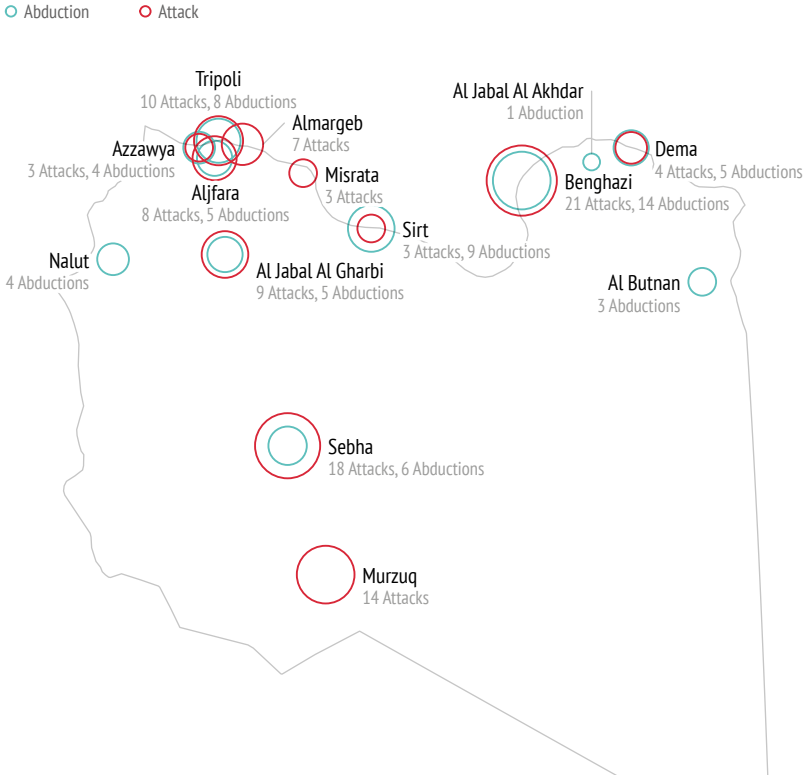 Abduction
Attack
Tripoli
10 Attacks, 8 Abductions
Al Jabal Al Akhdar
1 Abduction
Almargeb
7 Attacks
Azzawya
3 Attacks, 4 Abductions
Dema
4 Attacks, 5 Abductions
Misrata
3 Attacks
Benghazi
21 Attacks, 14 Abductions
Aljfara
8 Attacks, 5 Abductions
Sirt
3 Attacks, 9 Abductions
Nalut
4 Abductions
Al Jabal Al Gharbi
9 Attacks, 5 Abductions
Al Butnan
3 Abductions
Sebha
18 Attacks, 6 Abductions
Murzuq
14 Attacks